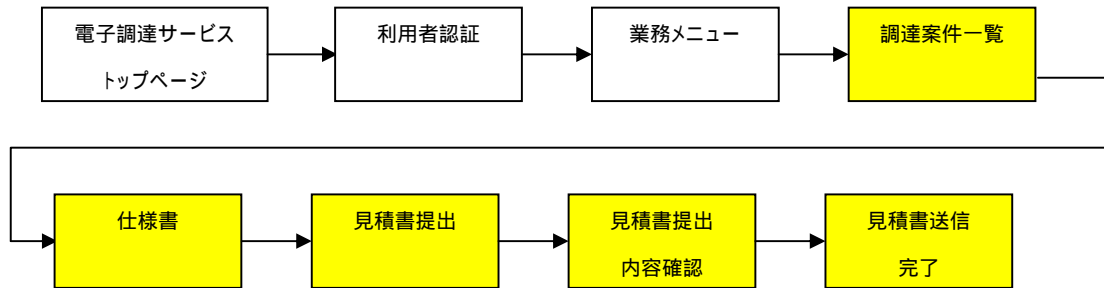 電子調達サービス
トップページ
利用者認証
業務メニュー
調達案件一覧
仕様書
見積書提出
見積書提出
内容確認
見積書送信
完了